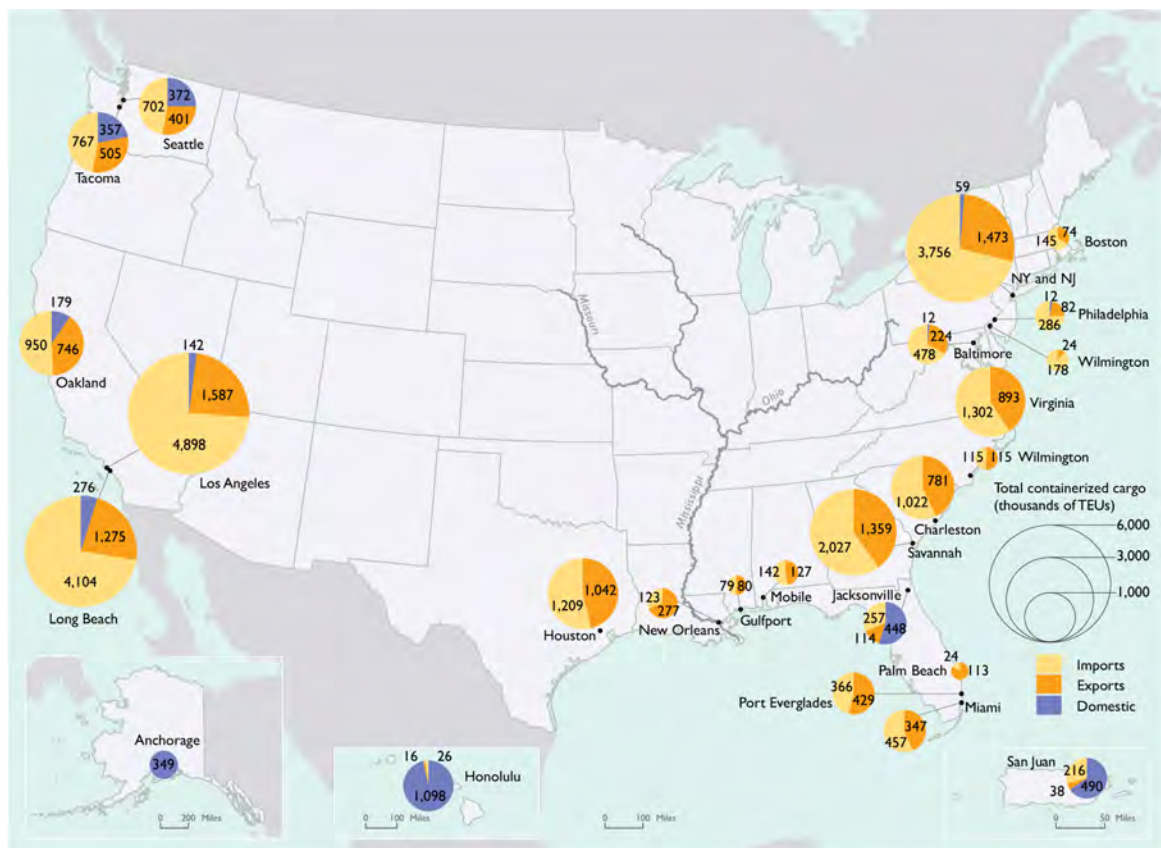 372
702
401
Seattle
357
767
505
Tacoma
179
950
746
Oakland
142
1,587
4,898
Los Angeles
276
1,275
4,104
Long Beach
Missouri
Ohio
Mississippi
59
1,473
3,756
NY and NJ
74
145
Boston
12
82
286
Philadelphia
12
224
478
Baltimore
24
178
Wilmington
893
1,302
Virginia
115
115
Wilmington
781
1,022
Charleston
1,359
2,027
Savannah
1,042
1,209
Houston
123
277
New Orleans
79
80
Gulfport
142
127
Mobile
Jacksonville
257
448
114
24
Palm Beach
113
366
429
Port Everglades
347
457
Miami
Total containerized cargo
(thousands of TEUs)
6,000
3,000
1,000
Imports
Exports
Domestic
Anchorage
349
0 200 Miles
16
26
Honolulu
1,098
0 100 Miles
0 100 Miles
San Juan
216
490
38
0 50 Miles